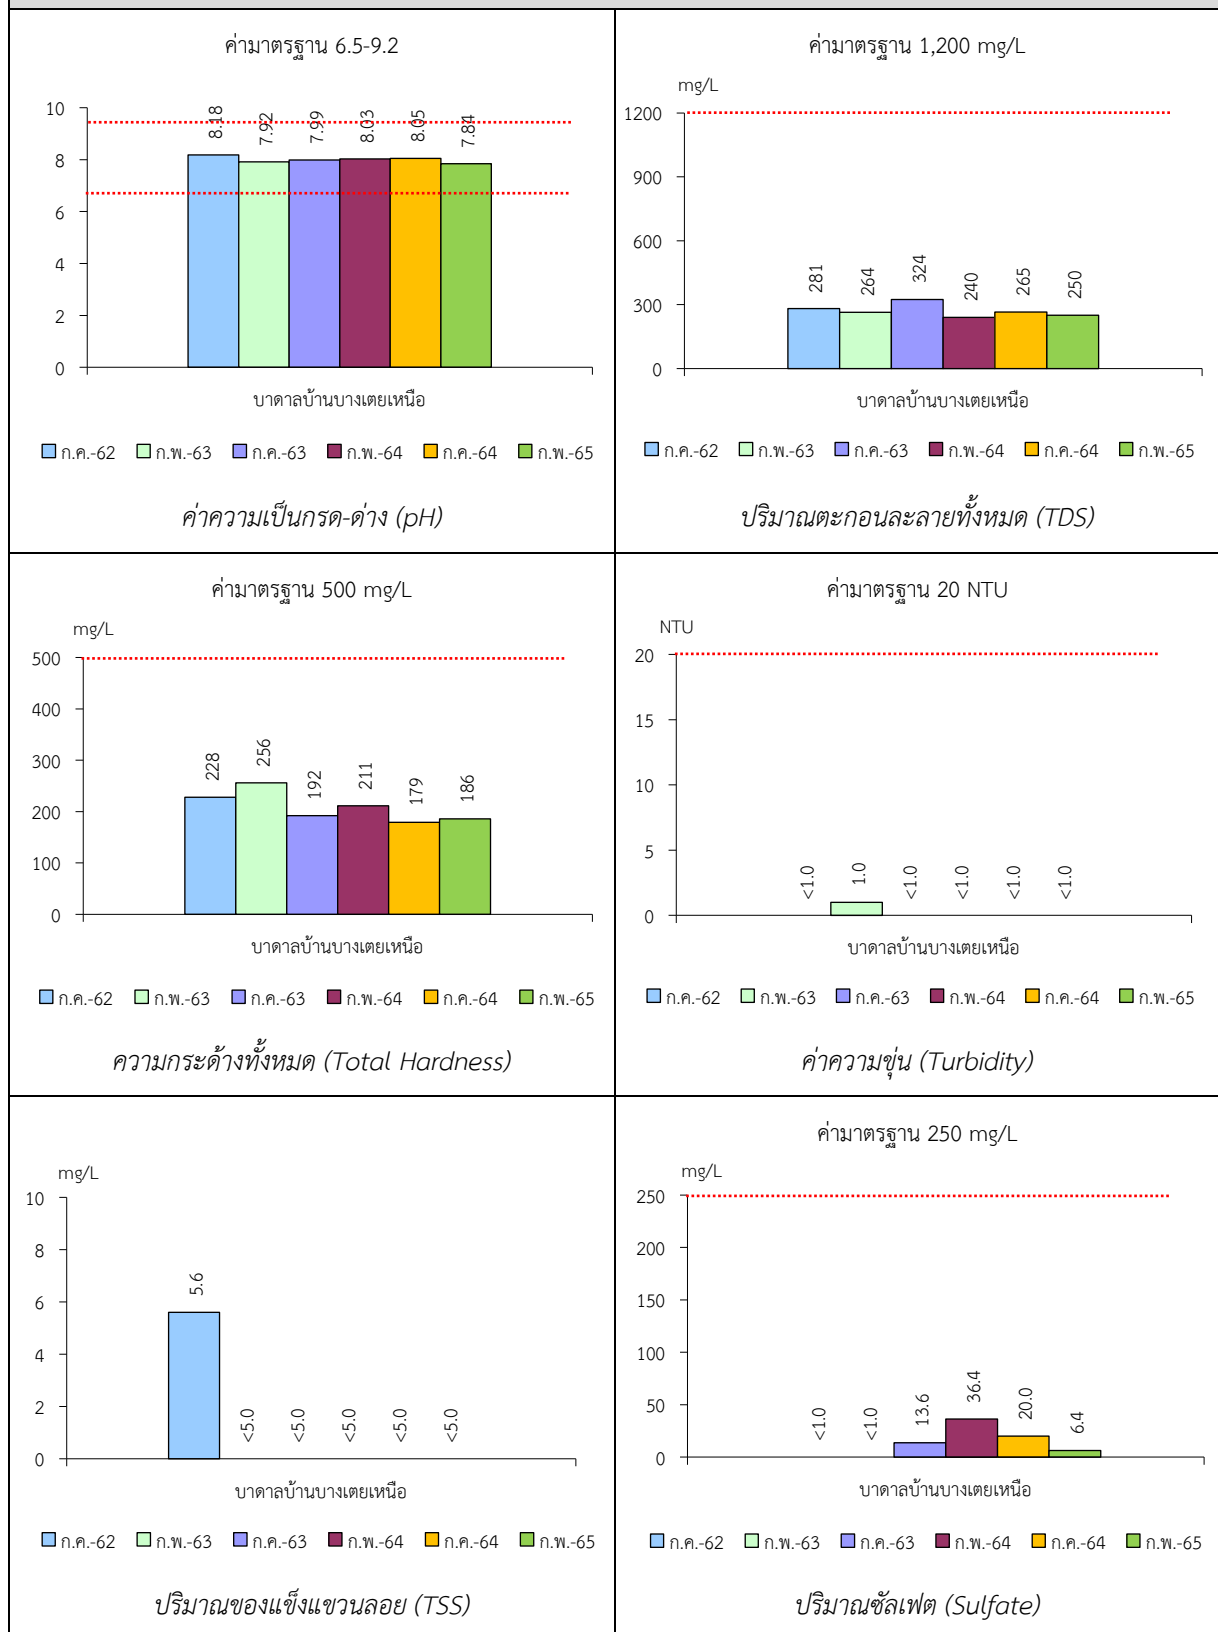 ค่ามาตรฐาน 6.5-9.2
10
8
6
4
2
0
8.18
7.92
7.99
8.03
8.05
7.84
บาดาลบ้านบางเตยเหนือ
ก.ค.-62 ก.พ.-63 ก.ค.-63 ก.พ.-64 ก.ค.-64 ก.พ.-65
ค่าความเป็นกรด-ด่าง (pH)
ค่ามาตรฐาน 1,200 mg/L
mg/L
1200
900
600
300
0
281
264
324
240
265
250
บาดาลบ้านบางเตยเหนือ
ก.ค.-62 ก.พ.-63 ก.ค.-63 ก.พ.-64 ก.ค.-64 ก.พ.-65
ปริมาณตะกอนละลายทั้งหมด (TDS)
ค่ามาตรฐาน 500 mg/L
mg/L
500
400
300
200
100
0
228
256
192
211
179
186
บาดาลบ้านบางเตยเหนือ
ก.ค.-62 ก.พ.-63 ก.ค.-63 ก.พ.-64 ก.ค.-64 ก.พ.-65
ความกระด้างทั้งหมด (Total Hardness)
ค่ามาตรฐาน 20 NTU
NTU
20
15
10
5
0
<1.0
1.0
<1.0
<1.0
<1.0
<1.0
บาดาลบ้านบางเตยเหนือ
ก.ค.-62 ก.พ.-63 ก.ค.-63 ก.พ.-64 ก.ค.-64 ก.พ.-65
ค่าความขุ่น (Turbidity)
mg/L
10
8
6
4
2
0
5.6
<5.0
<5.0
<5.0
<5.0
<5.0
บาดาลบ้านบางเตยเหนือ
ก.ค.-62 ก.พ.-63 ก.ค.-63 ก.พ.-64 ก.ค.-64 ก.พ.-65
ปริมาณของแข็งแขวนลอย (TSS)
ค่ามาตรฐาน 250 mg/L
mg/L
250
200
150
100
50
0
<1.0
<1.0
13.6
36.4
20.0
6.4
บาดาลบ้านบางเตยเหนือ
ก.ค.-62 ก.พ.-63 ก.ค.-63 ก.พ.-64 ก.ค.-64 ก.พ.-65
ปริมาณซัลเฟต (Sulfate)